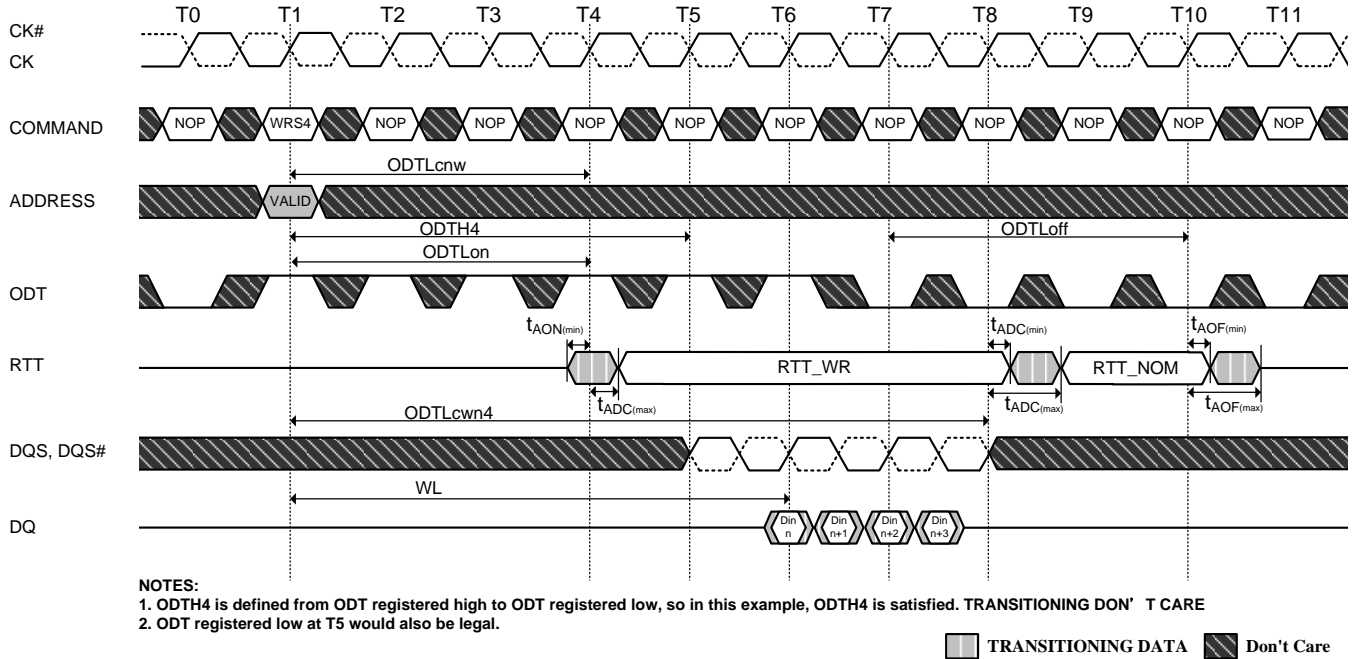 T0 T1 T2 T3 T4 T5 T6 T7 T8 T9 T10 T11
CK#
CK
COMMAND NOP WRS4 NOP NOP NOP NOP NOP NOP NOP NOP NOP NOP
ODTLcnw
ADDRESS VALID
ODTH4 ODTLoff
ODTLon
ODT
tAON(min) tADC(min) tAOF(min)
RTT RTT_WR RTT_NOM
tADC(max) tADC(max) tAOF(max)
ODTLcwn4
DQS, DQS#
WL
DQ Din n Din n+1 Din n+2 Din n+3
NOTES:
1. ODTH4 is defined from ODT registered high to ODT registered low, so in this example, ODTH4 is satisfied. TRANSITIONING DON’ T CARE
2. ODT registered low at T5 would also be legal.
TRANSITIONING DATA Don't Care